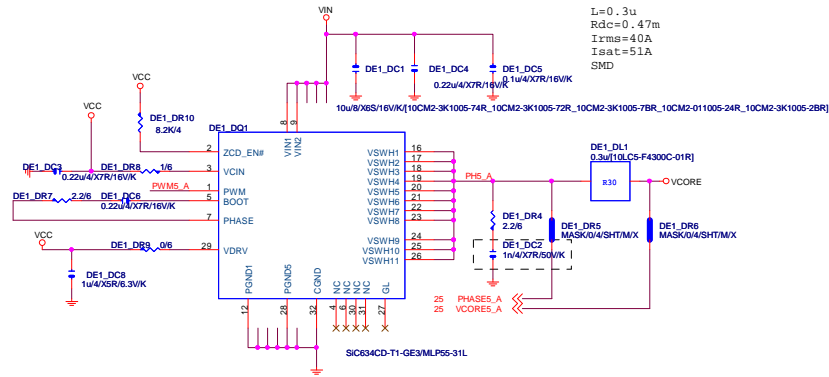 L=0.3u
Rdc=0.47m
Irms=40A
Isat=51A
SMD
VIN
DE1_DC1
DE1_DC4
0.22u/4/X7R/16V/K
DE1_DC5
0.1u/4/X7R/16V/K
10u/8/X6S/16V/K/[10CM2-3K1005-74R_10CM2-3K1005-72R_10CM2-3K1005-7BR_10CM2-011005-24R_10CM2-3K1005-2BR]
VCC
VCC
DE1_DR10
8.2K/4
DE1_DQ1
8
9
VIN1
VIN2
2
ZCD_EN#
3
VCIN
1
PWM
5
BOOT
7
PHASE
29
VDRV
DE1_DC3
0.22u/4/X7R/16V/K
DE1_DR8
1/6
PWM5_A
DE1_DR7
2.2/6
DE1_DC6
0.22u/4/X7R/16V/K
VCC
DE1_DR9
0/6
DE1_DC8
1u/4/X5R/6.3V/K
VSWH1
16
VSWH2
17
VSWH3
18
VSWH4
19
VSWH5
20
VSWH6
21
VSWH7
22
VSWH8
23
VSWH9
24
VSWH10
25
VSWH11
26
PH5_A
DE1_DL1
0.3u/[10LC5-F4300C-01R]
R30
VCORE
DE1_DR4
2.2/6
DE1_DC2
1n/4/X7R/50V/K
DE1_DR5
MASK/0/4/SHT/M/X
DE1_DR6
MASK/0/4/SHT/M/X
25 PHASE5_A
25 VCORE5_A
PGND1
PGND5
CGND
NC
NC
NC
NC
GL
12
28
32
4
6
30
31
27
SiC634CD-T1-GE3/MLP55-31L